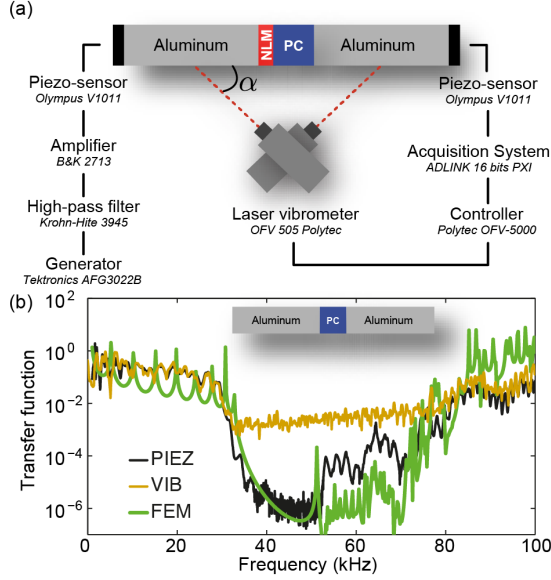 (a)
Aluminum NLM PC Aluminum
α
Piezo-sensor
Olympus V1011
Amplifier
B&K 2713
High-pass filter
Krohn-Hite 3945
Generator
Tektronics AFG3022B
Laser vibrometer
OFV 505 Polytec
Piezo-sensor
Olympus V1011
Acquisition System
ADLINK 16 bits PXI
Controller
Polytec OFV-5000
(b)
Aluminum PC Aluminum
Transfer function
10^2
10^0
10^-2
10^-4
10^-6
PIEZ
VIB
FEM
0 20 40 60 80 100
Frequency (kHz)